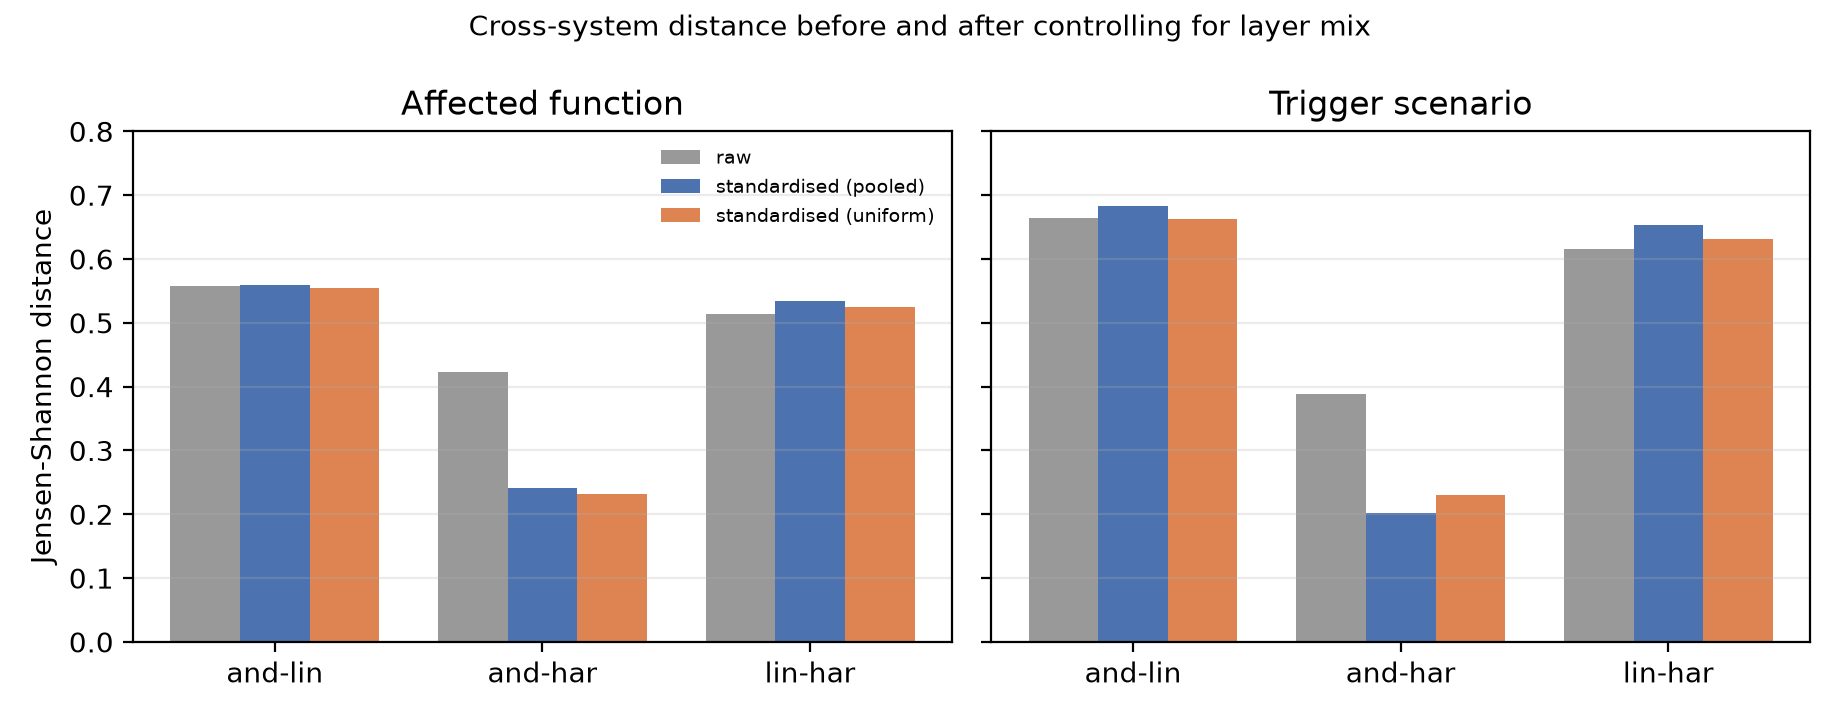 Cross-system distance before and after controlling for layer mix
Affected function
Trigger scenario
Jensen-Shannon distance
0.8
0.7
0.6
0.5
0.4
0.3
0.2
0.1
0.0
raw
standardised (pooled)
standardised (uniform)
and-lin
and-har
lin-har
and-lin
and-har
lin-har